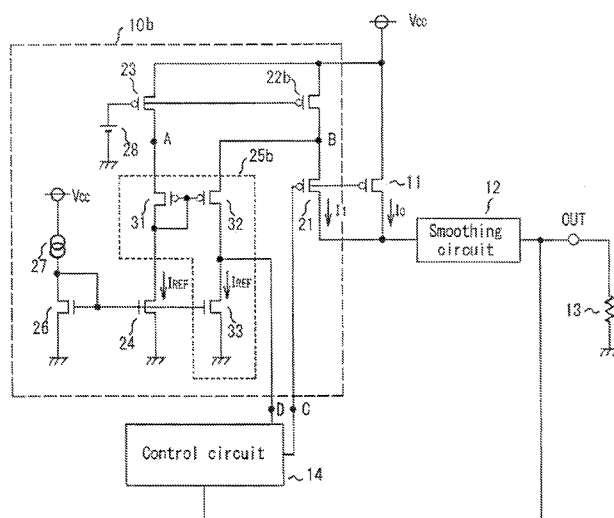 10b
Vcc
23
22b
28
A
B
25b
Vcc
31
32
21
I1
11
I0
12
Smoothing circuit
OUT
27
IREF
IREF
26
24
33
13
D
C
Control circuit
14